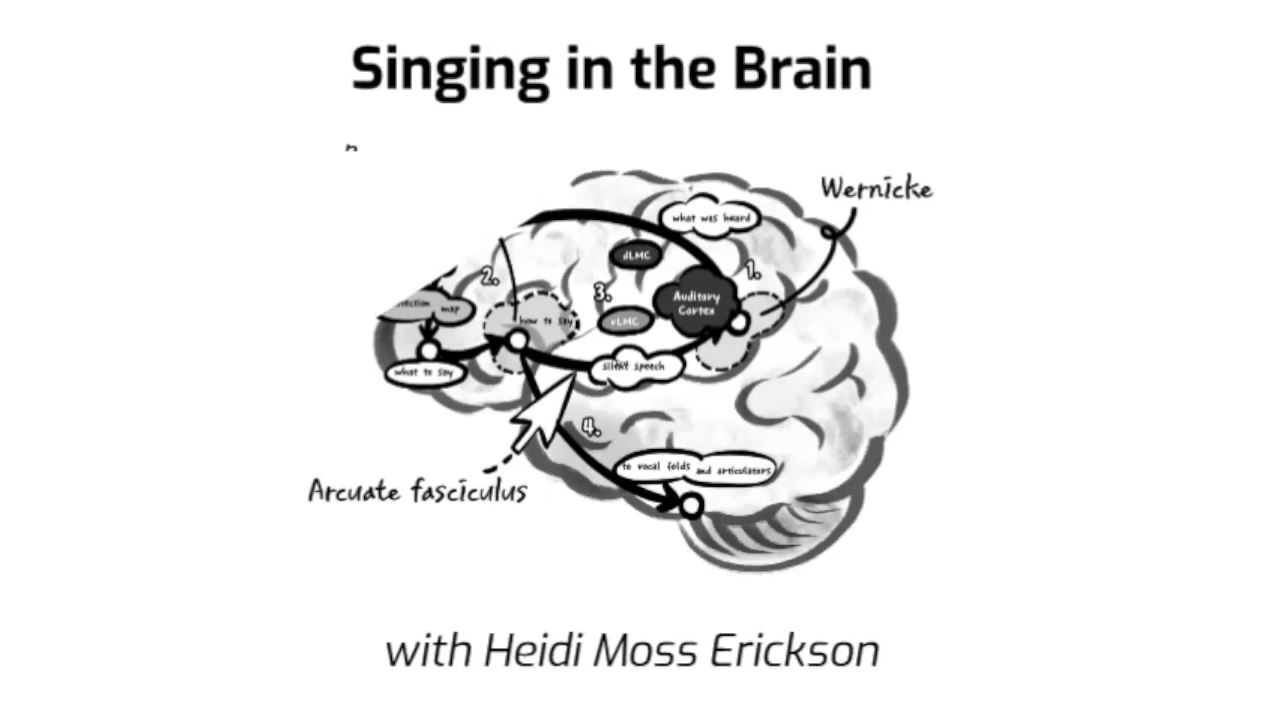 Singing in the Brain
Wernicke
what was heard
dLMC
1.
2.
3.
Auditory
Cortex
map
how to say
vLMC
what to say
silent speech
4.
to vocal folds and articulators
Arcuate fasciculus
with Heidi Moss Erickson